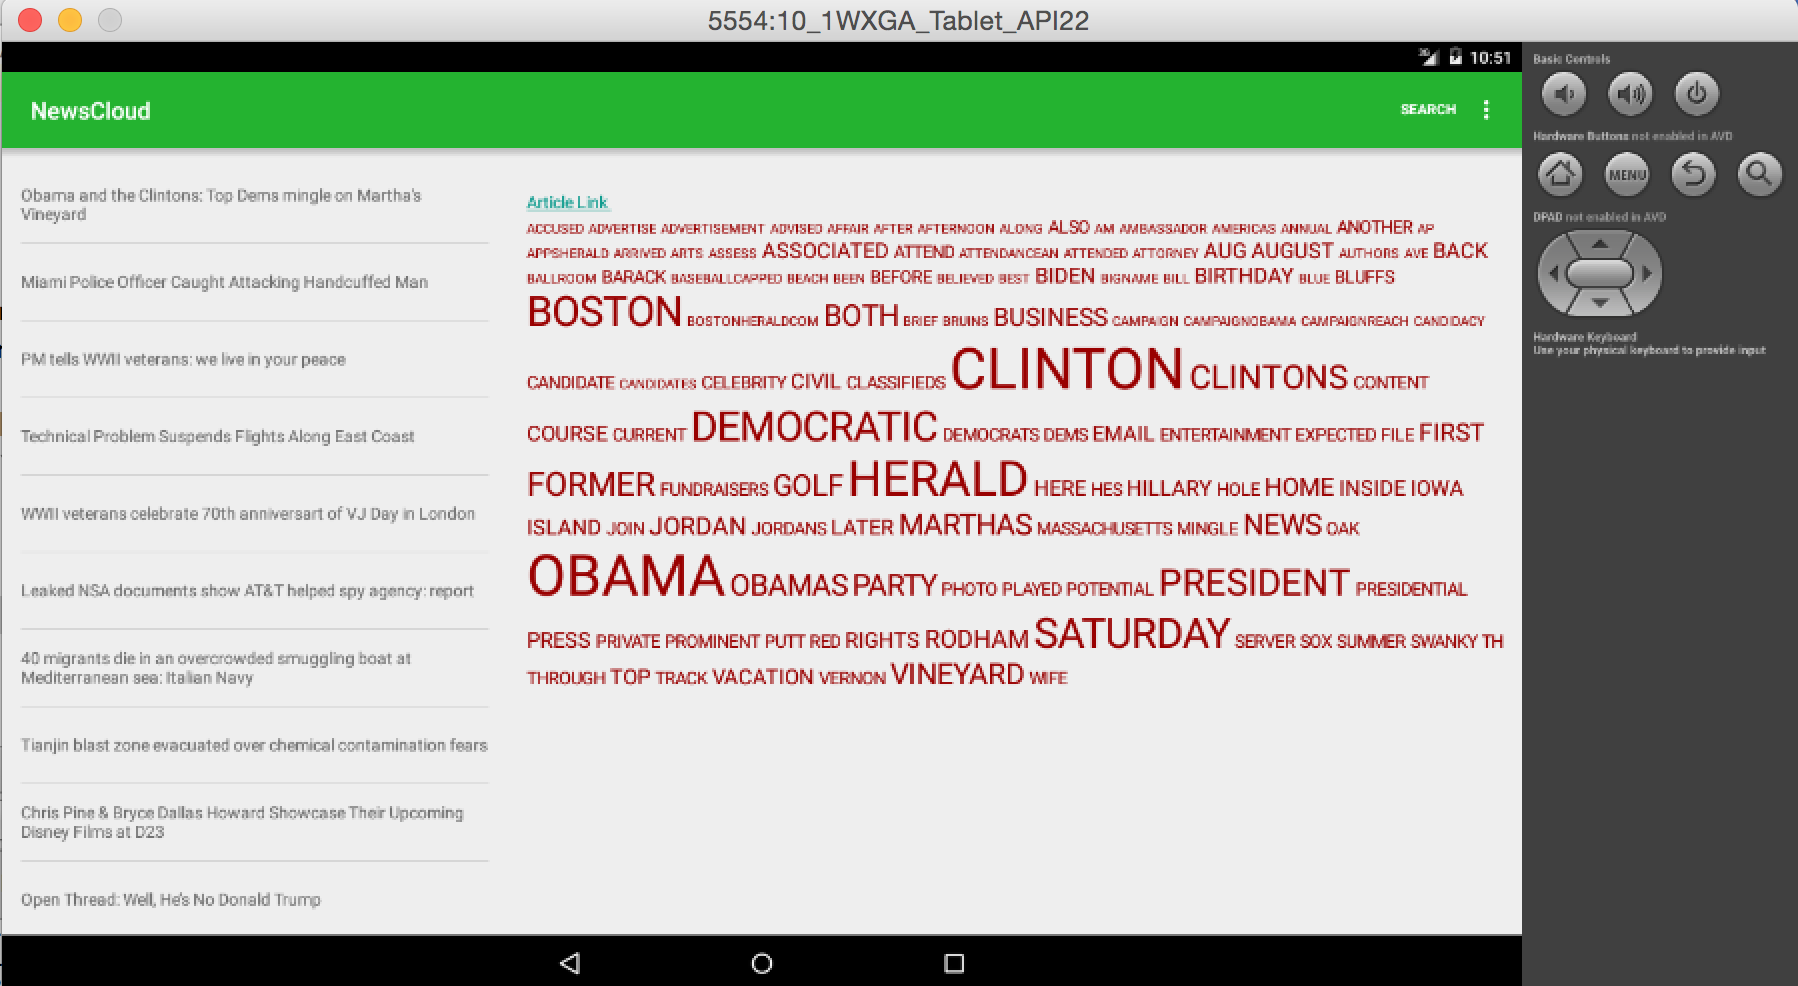 5554:10_1WXGA_Tablet_API22
10:51
NewsCloud
SEARCH
Obama and the Clintons: Top Dems mingle on Martha's
Vineyard
Miami Police Officer Caught Attacking Handcuffed Man
PM tells WWII veterans: we live in your peace
Technical Problem Suspends Flights Along East Coast
WWII veterans celebrate 70th anniversart of VJ Day in London
Leaked NSA documents show AT&T helped spy agency: report
40 migrants die in an overcrowded smuggling boat at
Mediterranean sea: Italian Navy
Tianjin blast zone evacuated over chemical contamination fears
Chris Pine & Bryce Dallas Howard Showcase Their Upcoming
Disney Films at D23
Open Thread: Well, He's No Donald Trump
Article Link
ACCUSED ADVERTISE ADVERTISEMENT ADVISED AFFAIR AFTER AFTERNOON ALONG ALSO AM AMBASSADOR AMERICAS ANNUAL ANOTHER AP
APPSHERALD ARRIVED ARTS ASSESS ASSOCIATED ATTEND ATTENDANCEAN ATTENDED ATTORNEY AUG AUGUST AUTHORS AVE BACK
BALLROOM BARACK BASEBALLCAPPED BEACH BEEN BEFORE BELIEVED BEST BIDEN BIGNAME BILL BIRTHDAY BLUE BLUFFS
BOSTON BOSTONHERALDCOM BOTH BRIEF BRUINS BUSINESS CAMPAIGN CAMPAIGNOBAMA CAMPAIGNREACH CANDIDACY
CANDIDATE CANDIDATES CELEBRITY CIVIL CLASSIFIEDS CLINTON CLINTONS CONTENT
COURSE CURRENT DEMOCRATIC DEMOCRATS DEMS EMAIL ENTERTAINMENT EXPECTED FILE FIRST
FORMER FUNDRAISERS GOLF HERALD HERE HES HILLARY HOLE HOME INSIDE IOWA
ISLAND JOIN JORDAN JORDANS LATER MARTHAS MASSACHUSETTS MINGLE NEWS OAK
OBAMA OBAMAS PARTY PHOTO PLAYED POTENTIAL PRESIDENT PRESIDENTIAL
PRESS PRIVATE PROMINENT PUTT RED RIGHTS RODHAM SATURDAY SERVER SOX SUMMER SWANKY TH
THROUGH TOP TRACK VACATION VERNON VINEYARD WIFE
Basic Controls
Hardware Buttons not enabled in AVD
MENU
DPAD not enabled in AVD
Hardware Keyboard
Use your physical keyboard to provide input